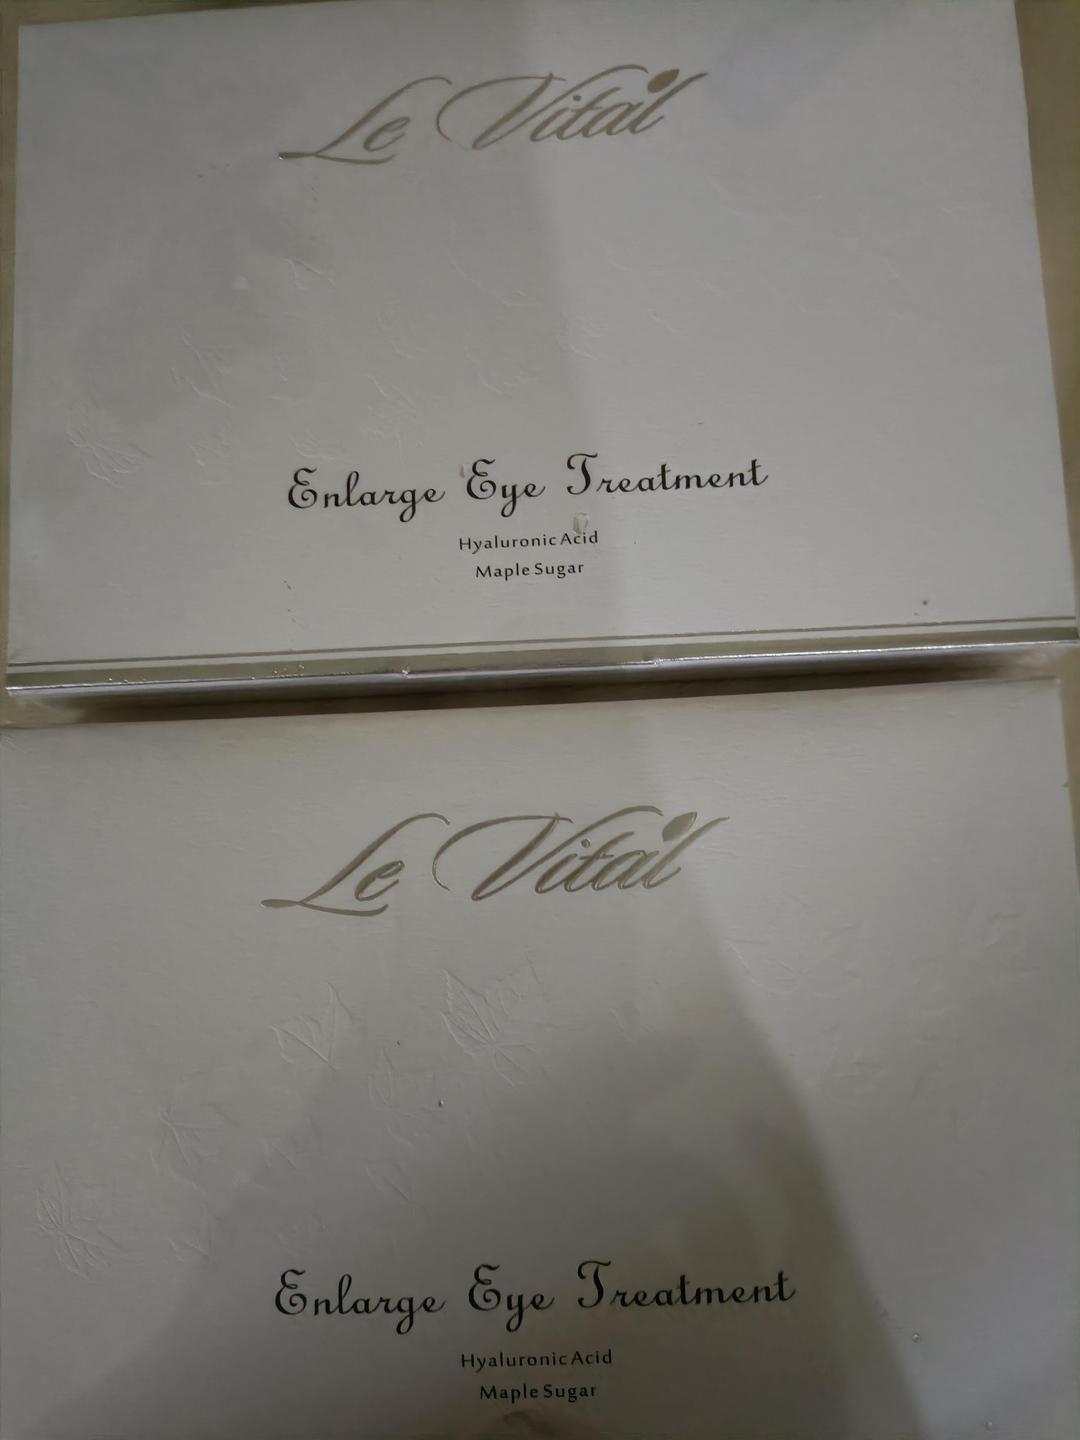 Le Vital
Enlarge Eye Treatment
Hyaluronic Acid
Maple Sugar
Le Vital
Enlarge Eye Treatment
Hyaluronic Acid
Maple Sugar